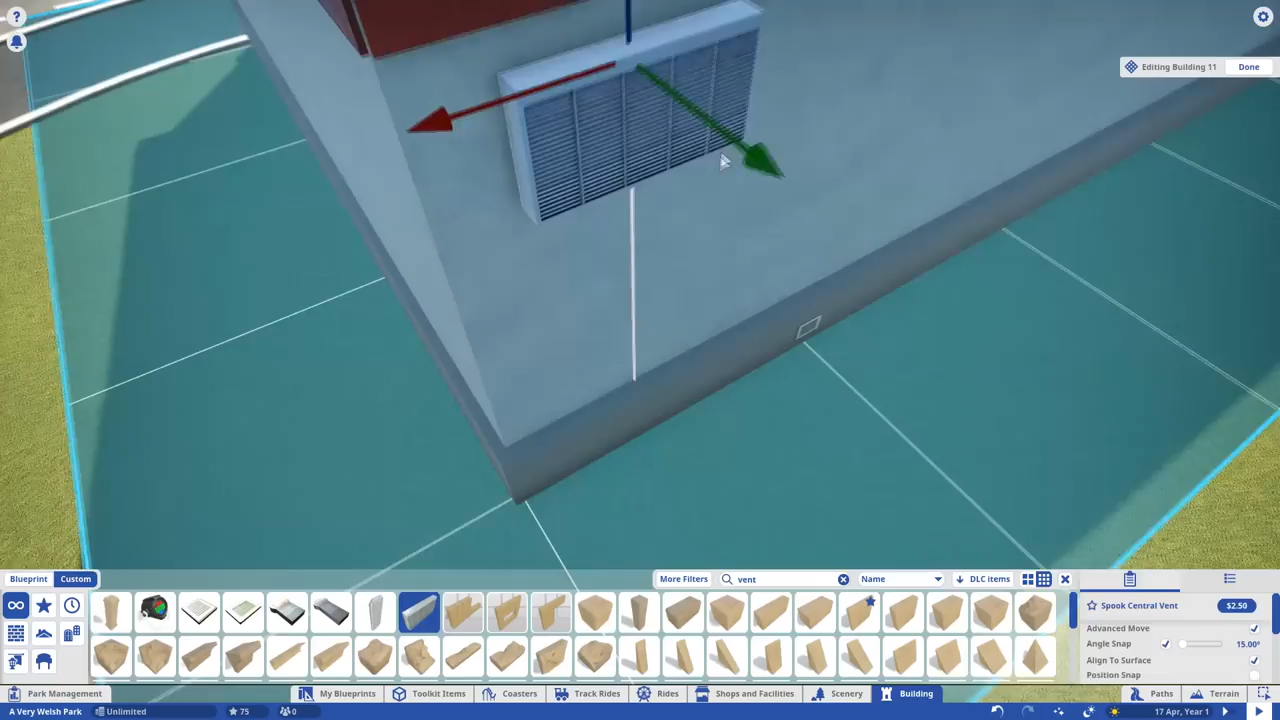 ?
Editing Building 11 Done
Blueprint Custom More Filters vent Name DLC items
Spook Central Vent $2.50
Advanced Move
Angle Snap 15.00°
Align To Surface
Position Snap
Park Management My Blueprints Toolkit Items Coasters Track Rides Rides Shops and Facilities Scenery Building Paths Terrain
A Very Welsh Park Unlimited 75 0 17 Apr, Year 1